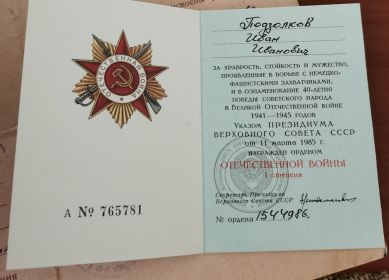 ОТЕЧЕСТВЕННАЯ ВОЙНА
А № 765781
Подзолков
Иван
Иванович
ЗА ХРАБРОСТЬ, СТОЙКОСТЬ И МУЖЕСТВО,
ПРОЯВЛЕННЫЕ В БОРЬБЕ С НЕМЕЦКО-
ФАШИСТСКИМИ ЗАХВАТЧИКАМИ,
И В ОЗНАМЕНОВАНИЕ 40-ЛЕТИЯ
ПОБЕДЫ СОВЕТСКОГО НАРОДА
В ВЕЛИКОЙ ОТЕЧЕСТВЕННОЙ ВОЙНЕ
1941—1945 ГОДОВ
УКАЗОМ ПРЕЗИДИУМА
ВЕРХОВНОГО СОВЕТА СССР
от 11 марта 1985 г.
НАГРАЖДЕН ОРДЕНОМ
ОТЕЧЕСТВЕННОЙ ВОЙНЫ
I степени
Секретарь Президиума
Верховного Совета СССР
№ ордена 1544986.